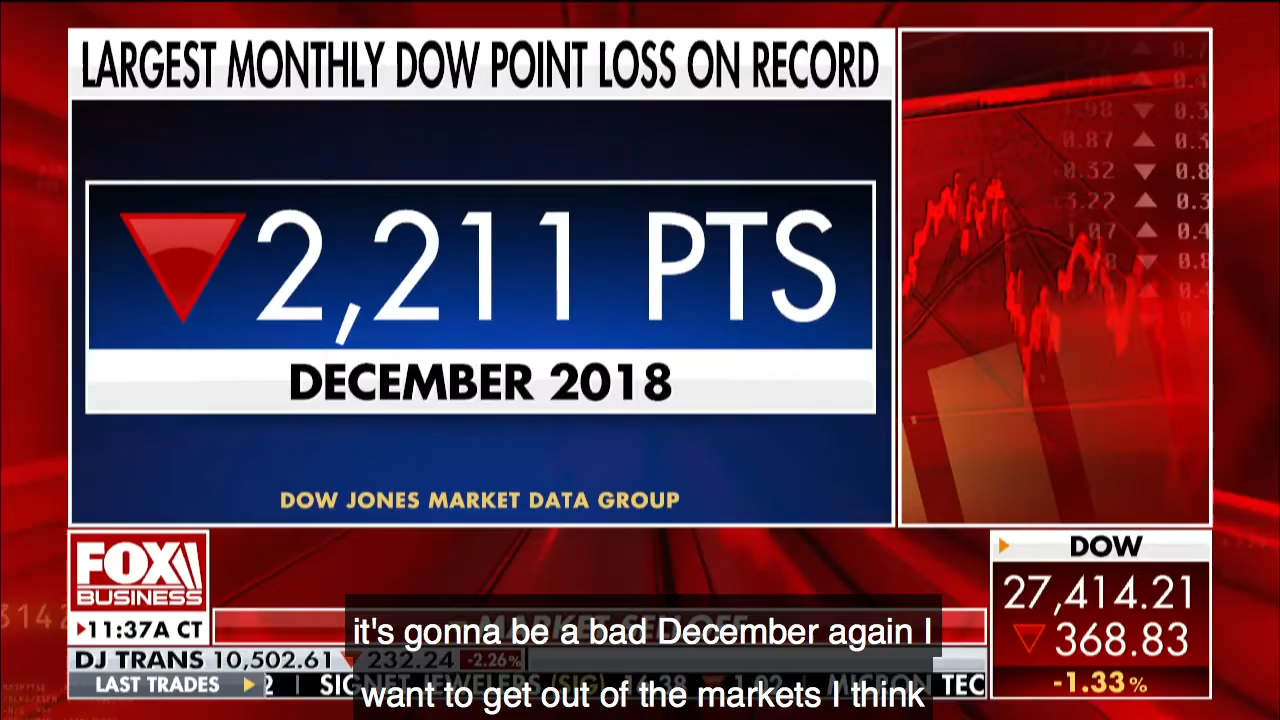 LARGEST MONTHLY DOW POINT LOSS ON RECORD
2,211 PTS
DECEMBER 2018
DOW JONES MARKET DATA GROUP
FOX
BUSINESS
11:37A CT
DOW
27,414.21
368.83
-1.33%
it's gonna be a bad December again I
want to get out of the markets I think
DJ TRANS 10,502.61 232.24 -2.26%
LAST TRADES
JEWELERS (SIG)
TEC